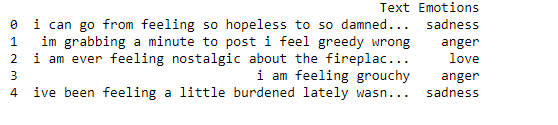 Text Emotions
0 i can go from feeling so hopeless to so damned... sadness
1 im grabbing a minute to post i feel greedy wrong anger
2 i am ever feeling nostalgic about the fireplac... love
3 i am feeling grouchy anger
4 ive been feeling a little burdened lately wasn... sadness